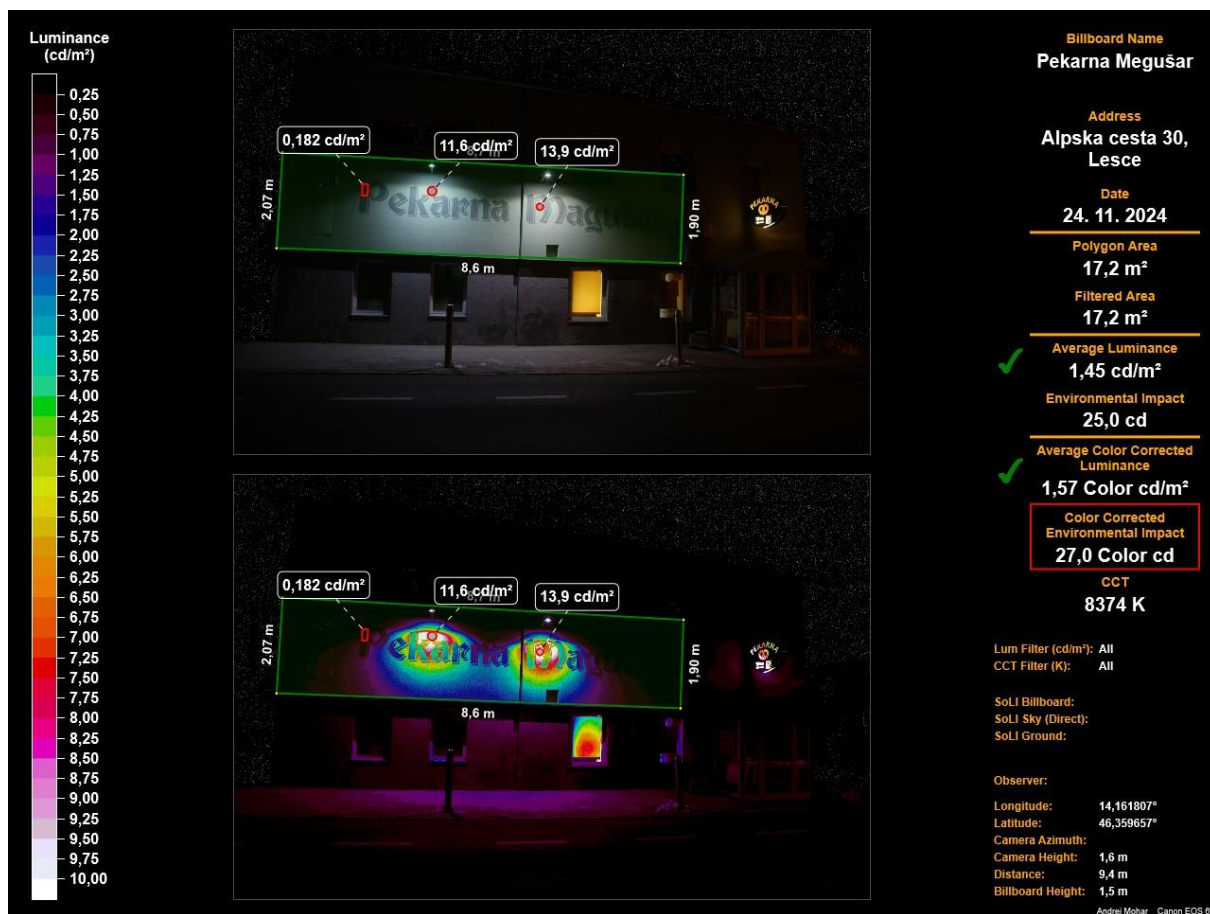 Luminance
(cd/m²)
0,25
0,50
0,75
1,00
1,25
1,50
1,75
2,00
2,25
2,50
2,75
3,00
3,25
3,50
3,75
4,00
4,25
4,50
4,75
5,00
5,25
5,50
5,75
6,00
6,25
6,50
6,75
7,00
7,25
7,50
7,75
8,00
8,25
8,50
8,75
9,00
9,25
9,50
9,75
10,00
0,182 cd/m²
11,6 cd/m²
8,7 m
13,9 cd/m²
2,07 m
Pekarna Magušar
1,90 m
8,6 m
PEKARNA
0,182 cd/m²
11,6 cd/m²
8,7 m
13,9 cd/m²
2,07 m
Pekarna
1,90 m
8,6 m
PEKARNA
Billboard Name
Pekarna Megušar
Address
Alpska cesta 30,
Lesce
Date
24. 11. 2024
Polygon Area
17,2 m²
Filtered Area
17,2 m²
Average Luminance
1,45 cd/m²
Environmental Impact
25,0 cd
Average Color Corrected
Luminance
1,57 Color cd/m²
Color Corrected
Environmental Impact
27,0 Color cd
CCT
8374 K
Lum Filter (cd/m²): All
CCT Filter (K): All
SoLI Billboard:
SoLI Sky (Direct):
SoLI Ground:
Observer:
Longitude: 14,161807°
Latitude: 46,359657°
Camera Azimuth:
Camera Height: 1,6 m
Distance: 9,4 m
Billboard Height: 1,5 m
Andrej Mohar Canon EOS 6